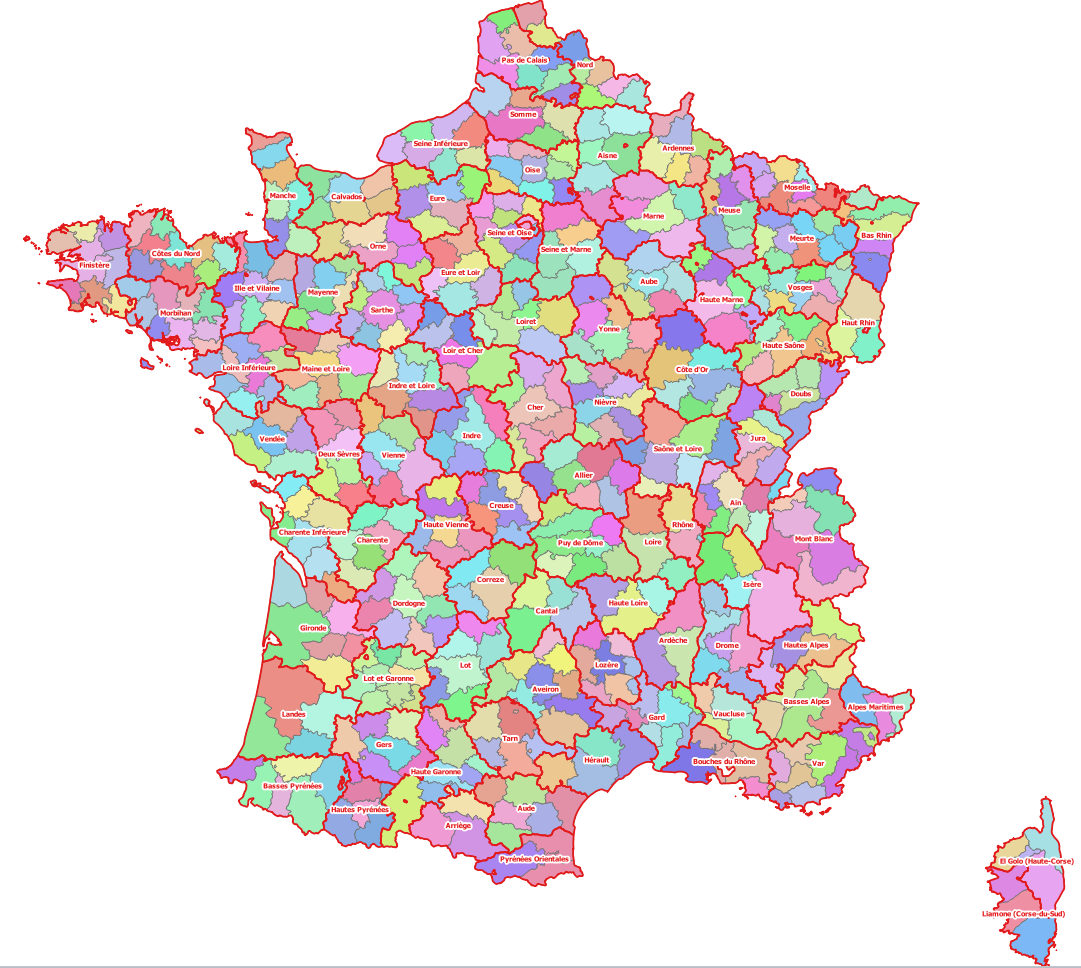 Pas de Calais
Nord
Somme
Seine Inférieure
Ardennes
Aisne
Oise
Moselle
Manche
Calvados
Eure
Meuse
Marne
Seine et Oise
Bas Rhin
Meurte
Orne
Seine et Marne
Côtes du Nord
Finistère
Eure et Loir
Aube
Ille et Vilaine
Mayenne
Vosges
Haute Marne
Sarthe
Morbihan
Loiret
Haut Rhin
Yonne
Haute Saône
Loir et Cher
Loire Inférieure
Maine et Loire
Côte d'Or
Indre et Loire
Doubs
Nièvre
Cher
Indre
Vendée
Jura
Saône et Loire
Deux Sèvres
Vienne
Allier
Ain
Creuse
Haute Vienne
Rhône
Charente Inférieure
Charente
Mont Blanc
Puy de Dôme
Loire
Correze
Isère
Dordogne
Haute Loire
Cantal
Gironde
Ardèche
Drome
Hautes Alpes
Lot
Lozère
Lot et Garonne
Aveiron
Basses Alpes
Alpes Maritimes
Landes
Gard
Vaucluse
Tarn
Gers
Hérault
Bouches du Rhône
Var
Haute Garonne
Basses Pyrénées
Hautes Pyrénées
Aude
Arriège
Pyrénées Orientales
El Golo (Haute-Corse)
Liamone (Corse-du-Sud)